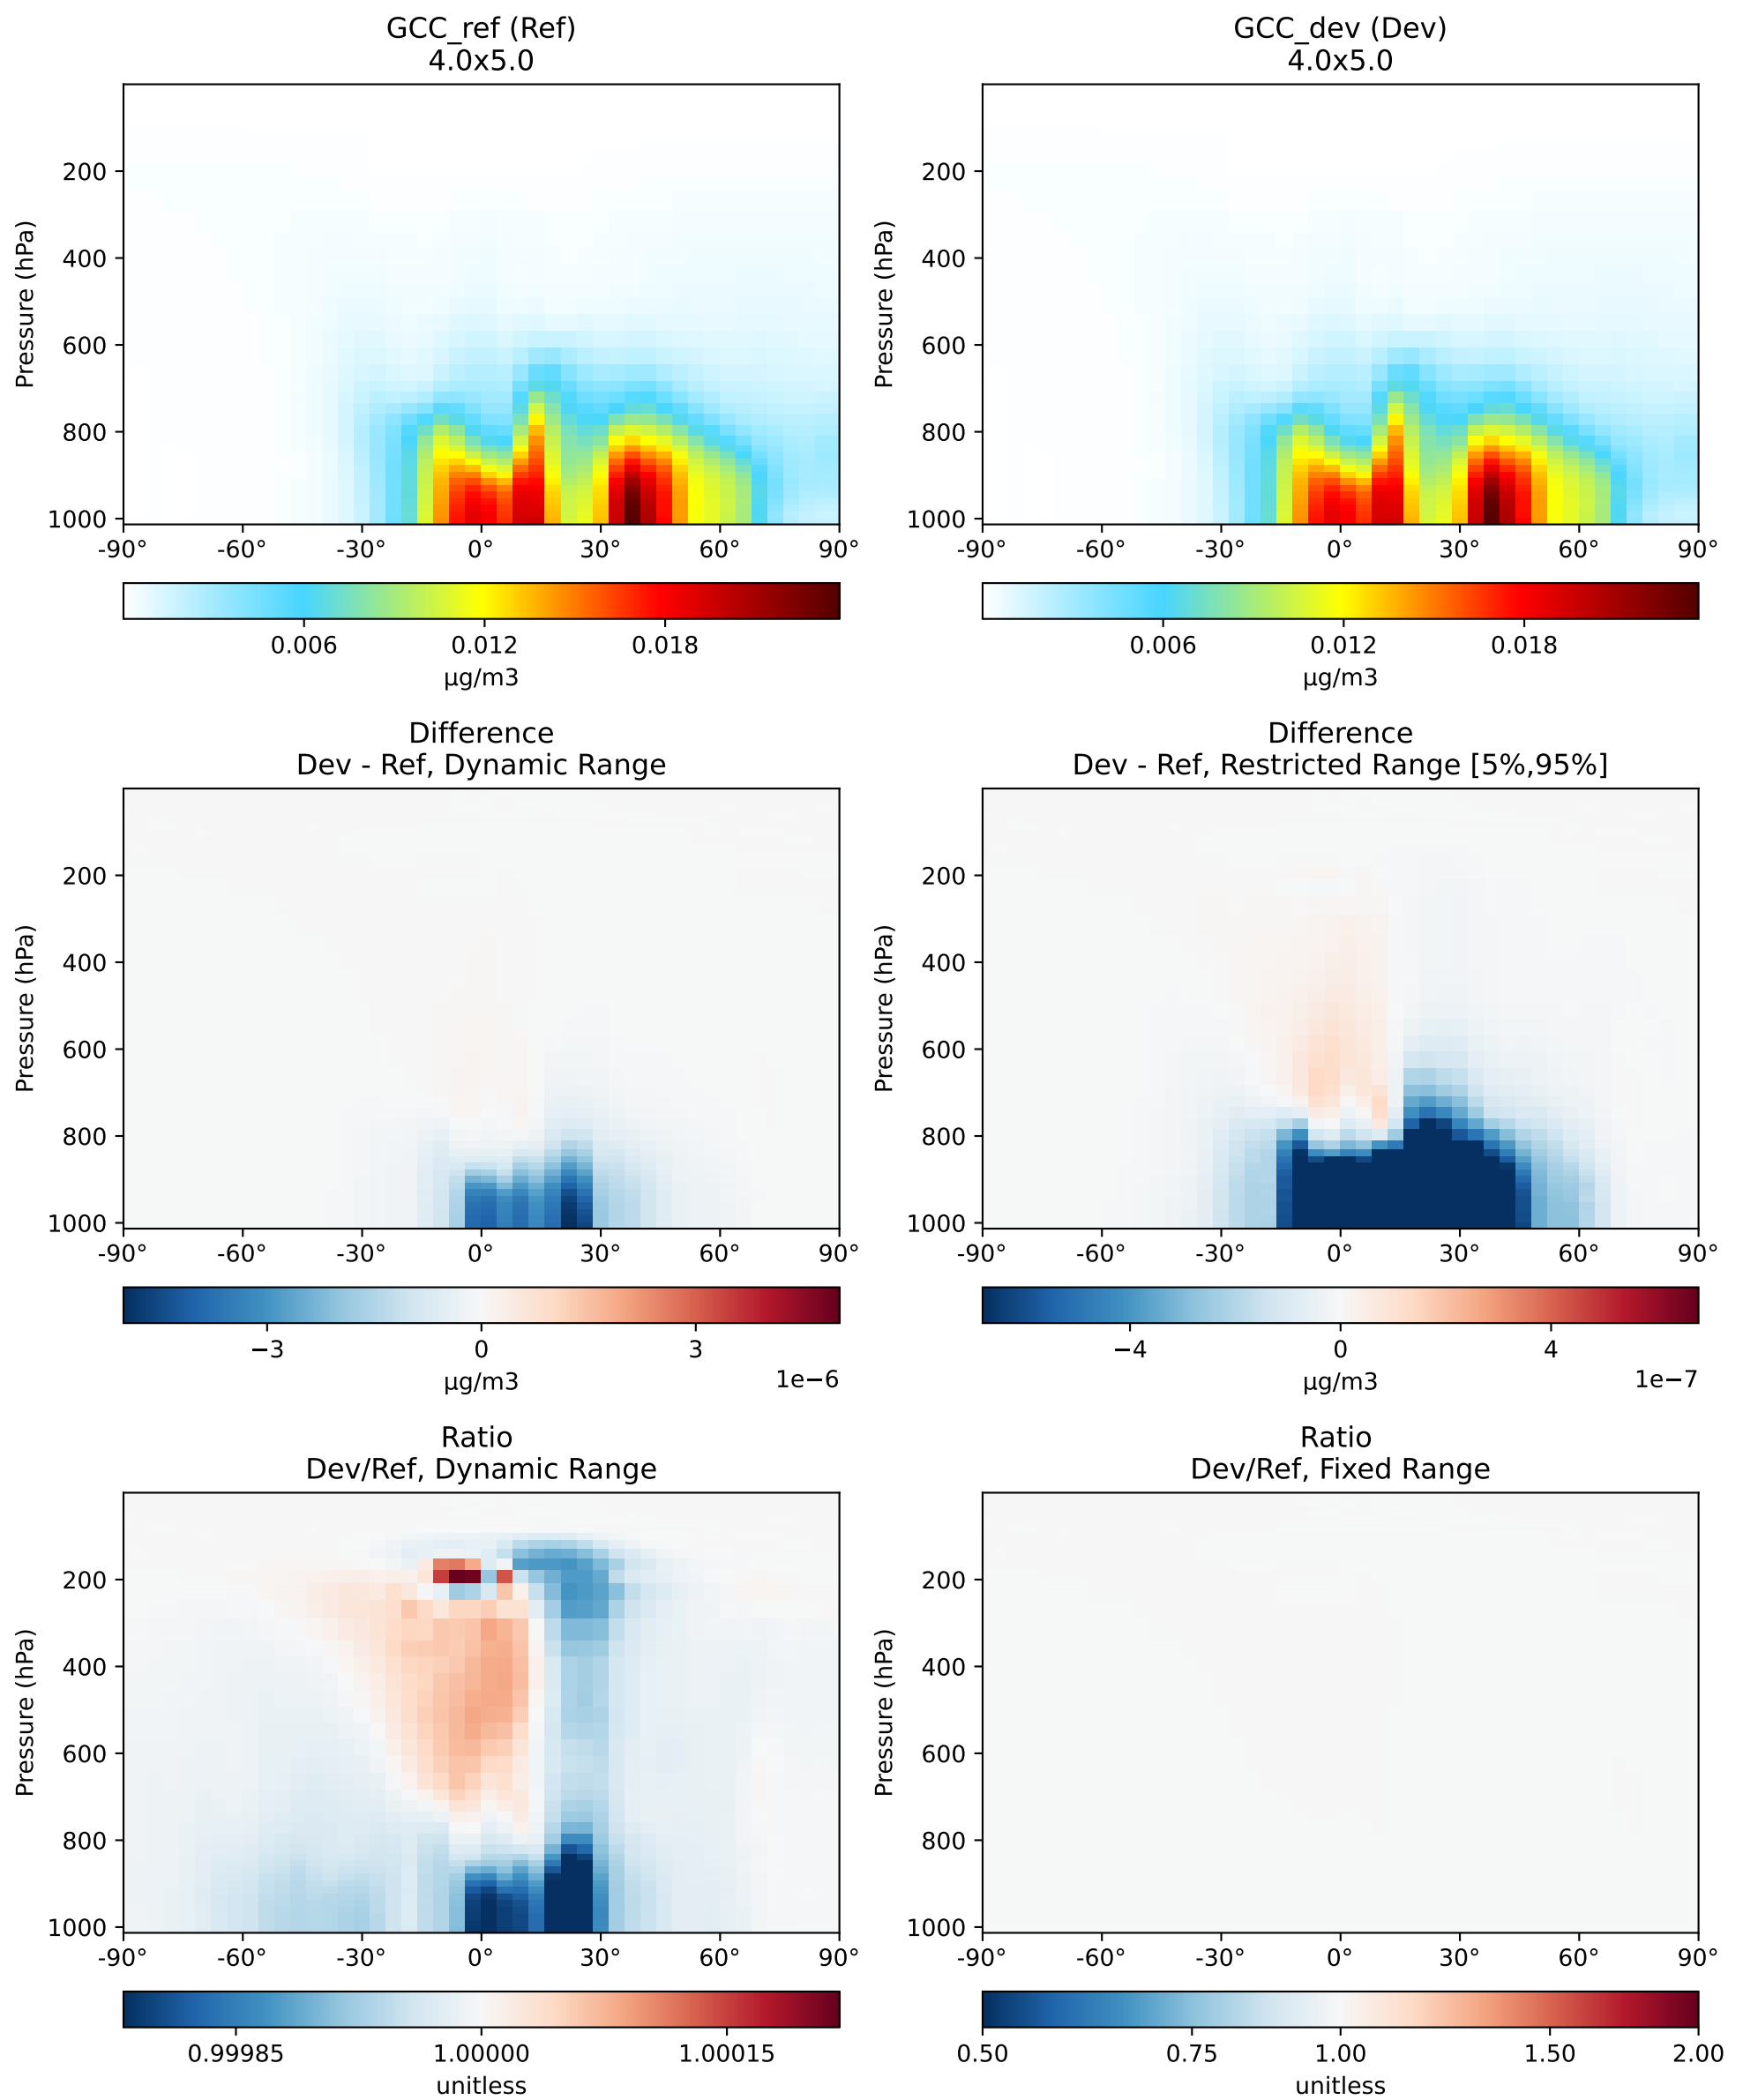 GCC_ref (Ref)
4.0x5.0
Pressure (hPa)
200
400
600
800
1000
-90° -60° -30° 0° 30° 60° 90°
0.006 0.012 0.018
µg/m3
GCC_dev (Dev)
4.0x5.0
Pressure (hPa)
200
400
600
800
1000
-90° -60° -30° 0° 30° 60° 90°
0.006 0.012 0.018
µg/m3
Difference
Dev - Ref, Dynamic Range
Pressure (hPa)
200
400
600
800
1000
-90° -60° -30° 0° 30° 60° 90°
−3 0 3
µg/m3 1e−6
Difference
Dev - Ref, Restricted Range [5%,95%]
Pressure (hPa)
200
400
600
800
1000
-90° -60° -30° 0° 30° 60° 90°
−4 0 4
µg/m3 1e−7
Ratio
Dev/Ref, Dynamic Range
Pressure (hPa)
200
400
600
800
1000
-90° -60° -30° 0° 30° 60° 90°
0.99985 1.00000 1.00015
unitless
Ratio
Dev/Ref, Fixed Range
Pressure (hPa)
200
400
600
800
1000
-90° -60° -30° 0° 30° 60° 90°
0.50 0.75 1.00 1.50 2.00
unitless